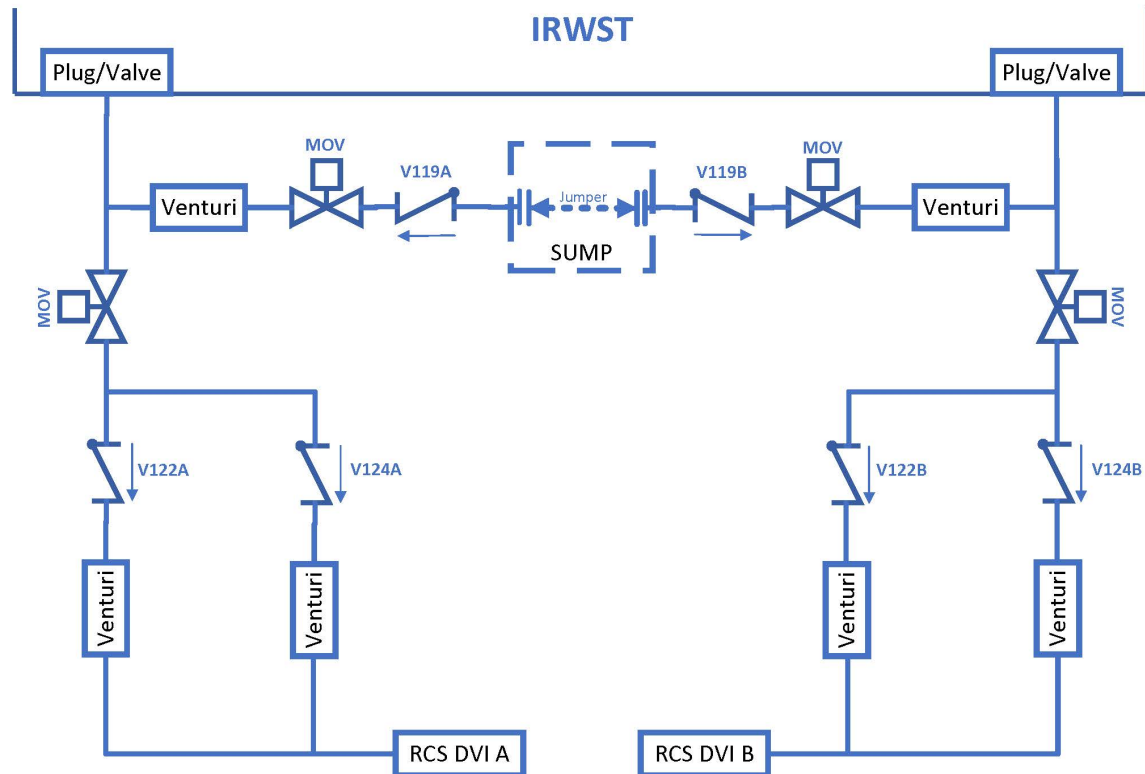 IRWST
Plug/Valve
Plug/Valve
MOV
MOV
V119A
V119B
Jumper
Venturi
Venturi
SUMP
MOV
MOV
V122A
V124A
V122B
V124B
Venturi
Venturi
Venturi
Venturi
RCS DVI A
RCS DVI B